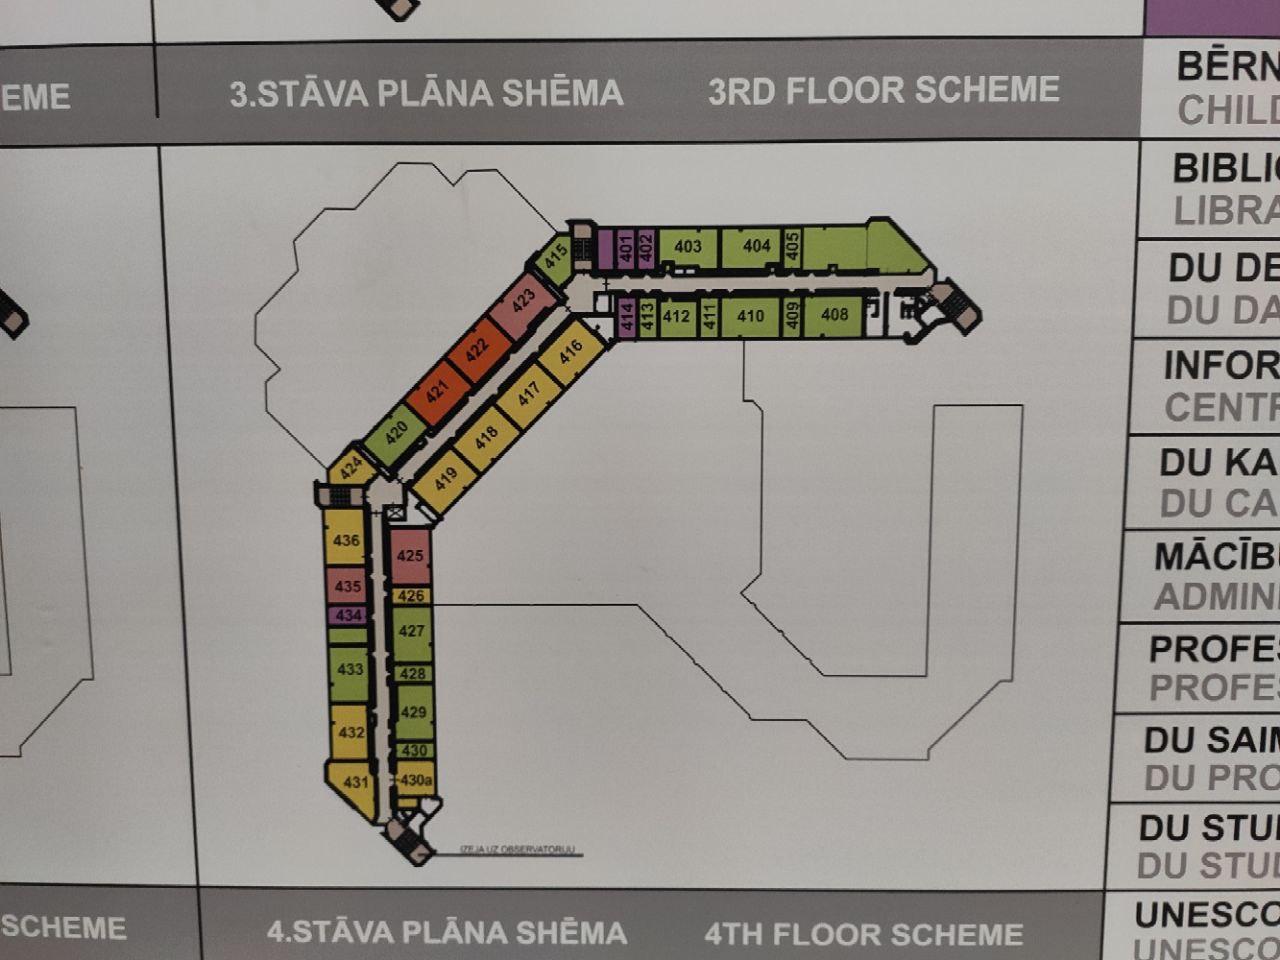 EME
3.STĀVA PLĀNA SHĒMA 3RD FLOOR SCHEME
BĒRN
CHILD
BIBLIO
LIBRA
DU DE
DU DA
INFOR
CENTR
DU KA
DU CA
MĀCĪBU
ADMINI
PROFES
PROFES
DU SAIM
DU PRO
DU STUD
DU STUD
UNESCO
UNESCO
415
401
402
403
404
405
423
414
413
412
411
410
409
408
422
416
421
417
420
418
424
419
436
425
435
426
434
427
433
428
429
432
430
431
430a
IZEJA UZ OBSERVATORIJU
SCHEME
4.STĀVA PLĀNA SHĒMA 4TH FLOOR SCHEME